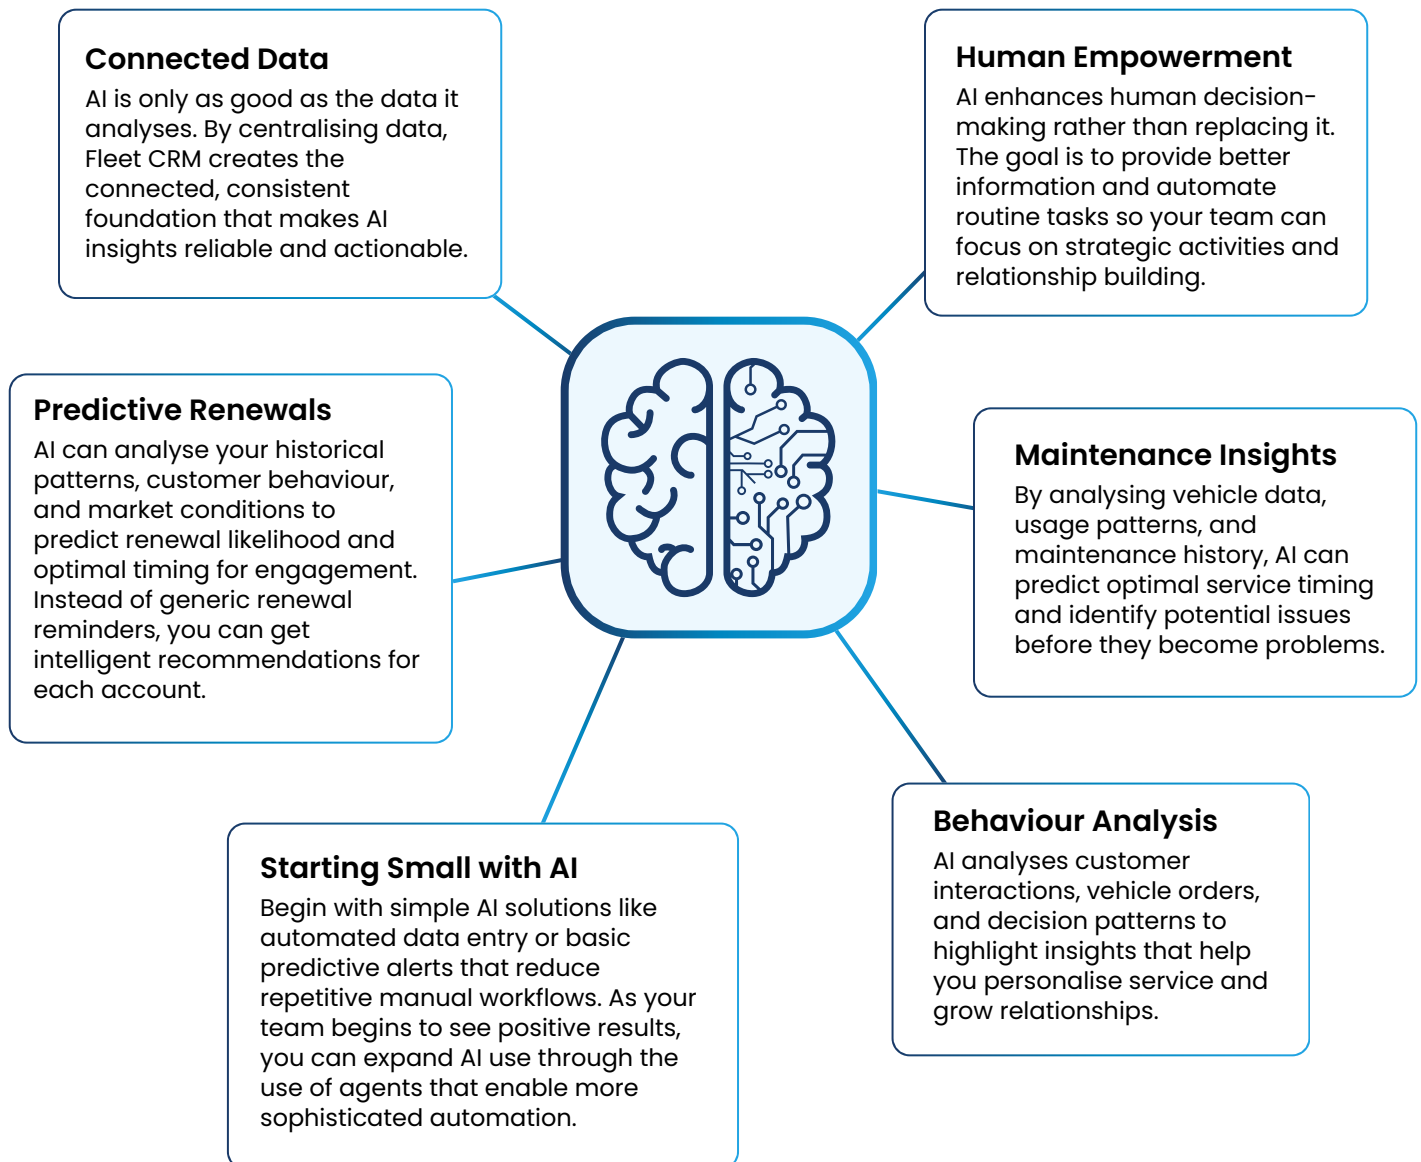 Connected Data
AI is only as good as the data it
analyses. By centralising data,
Fleet CRM creates the
connected, consistent
foundation that makes AI
insights reliable and actionable.
Human Empowerment
AI enhances human decision-
making rather than replacing it.
The goal is to provide better
information and automate
routine tasks so your team can
focus on strategic activities and
relationship building.
Predictive Renewals
AI can analyse your historical
patterns, customer behaviour,
and market conditions to
predict renewal likelihood and
optimal timing for engagement.
Instead of generic renewal
reminders, you can get
intelligent recommendations for
each account.
Maintenance Insights
By analysing vehicle data,
usage patterns, and
maintenance history, AI can
predict optimal service timing
and identify potential issues
before they become problems.
Starting Small with AI
Begin with simple AI solutions like
automated data entry or basic
predictive alerts that reduce
repetitive manual workflows. As your
team begins to see positive results,
you can expand AI use through the
use of agents that enable more
sophisticated automation.
Behaviour Analysis
AI analyses customer
interactions, vehicle orders,
and decision patterns to
highlight insights that help
you personalise service and
grow relationships.